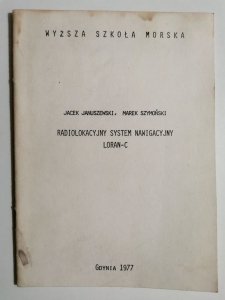 WYŻSZA SZKOŁA MORSKA
JACEK JANUSZEWSKI, MAREK SZYMOŃSKI
RADIOLOKACYJNY SYSTEM NAWIGACYJNY
LORAN-C
GDYNIA 1977